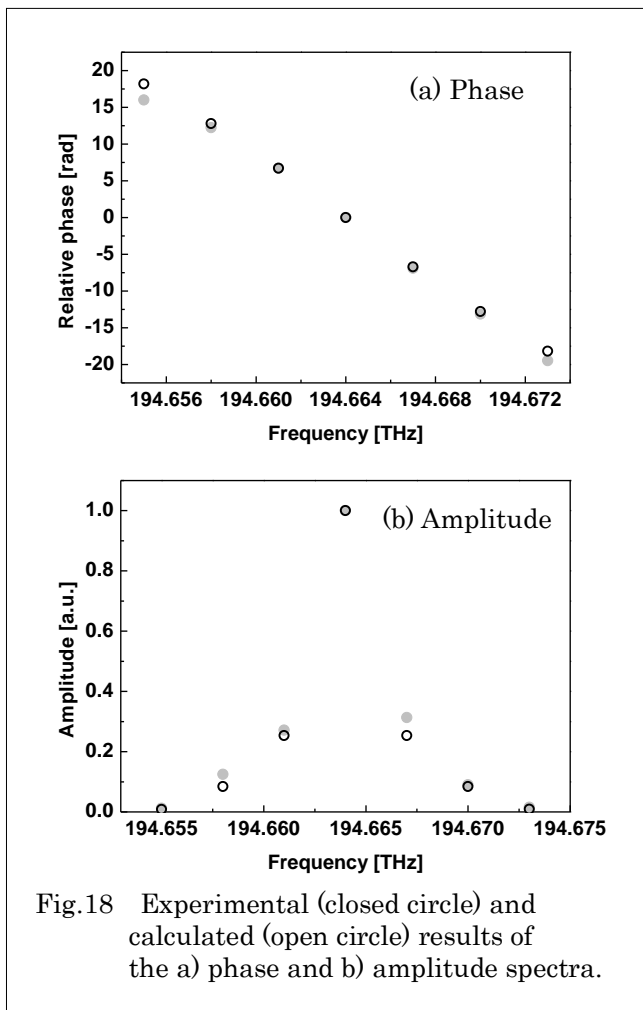 (a) Phase
20
15
10
5
0
-5
-10
-15
-20
Relative phase [rad]
194.656 194.660 194.664 194.668 194.672
Frequency [THz]
(b) Amplitude
1.0
0.8
0.6
0.4
0.2
0.0
Amplitude [a.u.]
194.655 194.660 194.665 194.670 194.675
Frequency [THz]
Fig.18 Experimental (closed circle) and
calculated (open circle) results of
the a) phase and b) amplitude spectra.